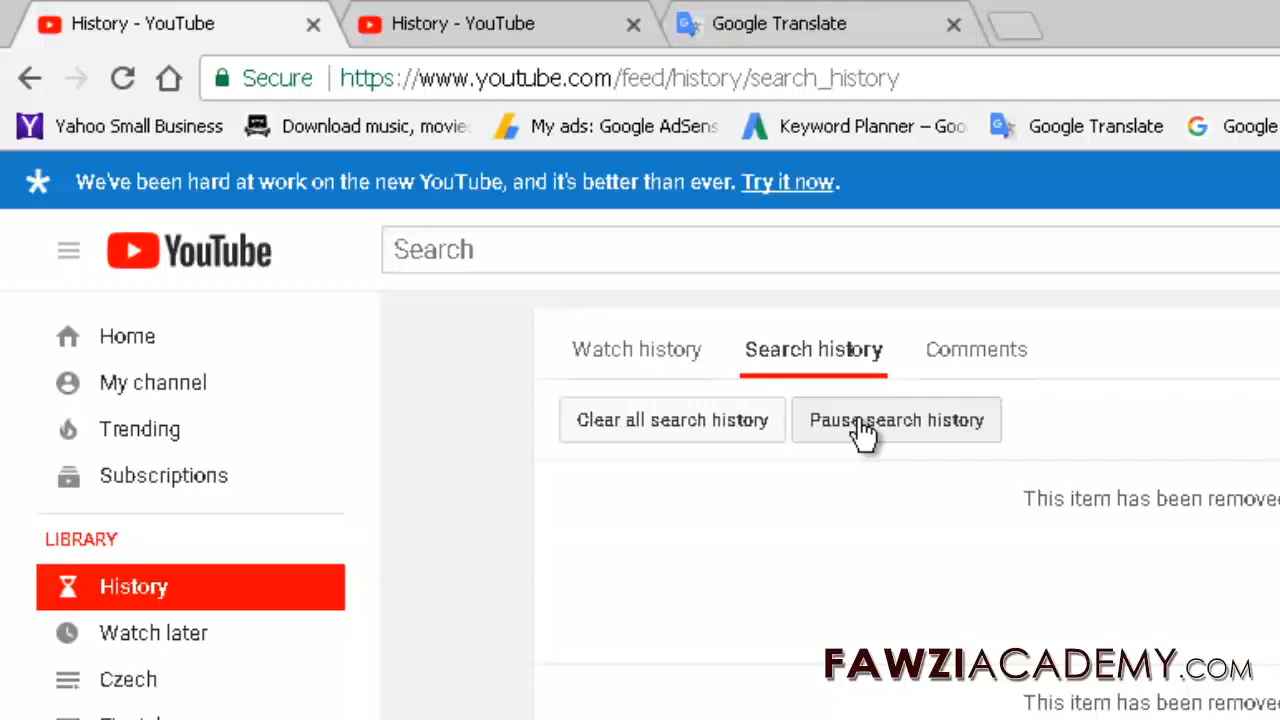 History - YouTube
History - YouTube
Google Translate
Secure https://www.youtube.com/feed/history/search_history
Yahoo Small Business Download music, movie My ads: Google AdSens Keyword Planner – Goo Google Translate Google
We've been hard at work on the new YouTube, and it's better than ever. Try it now.
YouTube
Search
Home
My channel
Trending
Subscriptions
LIBRARY
History
Watch later
Czech
Watch history Search history Comments
Clear all search history Pause search history
This item has been remove
This item has been remove
FAWZIACADEMY.COM